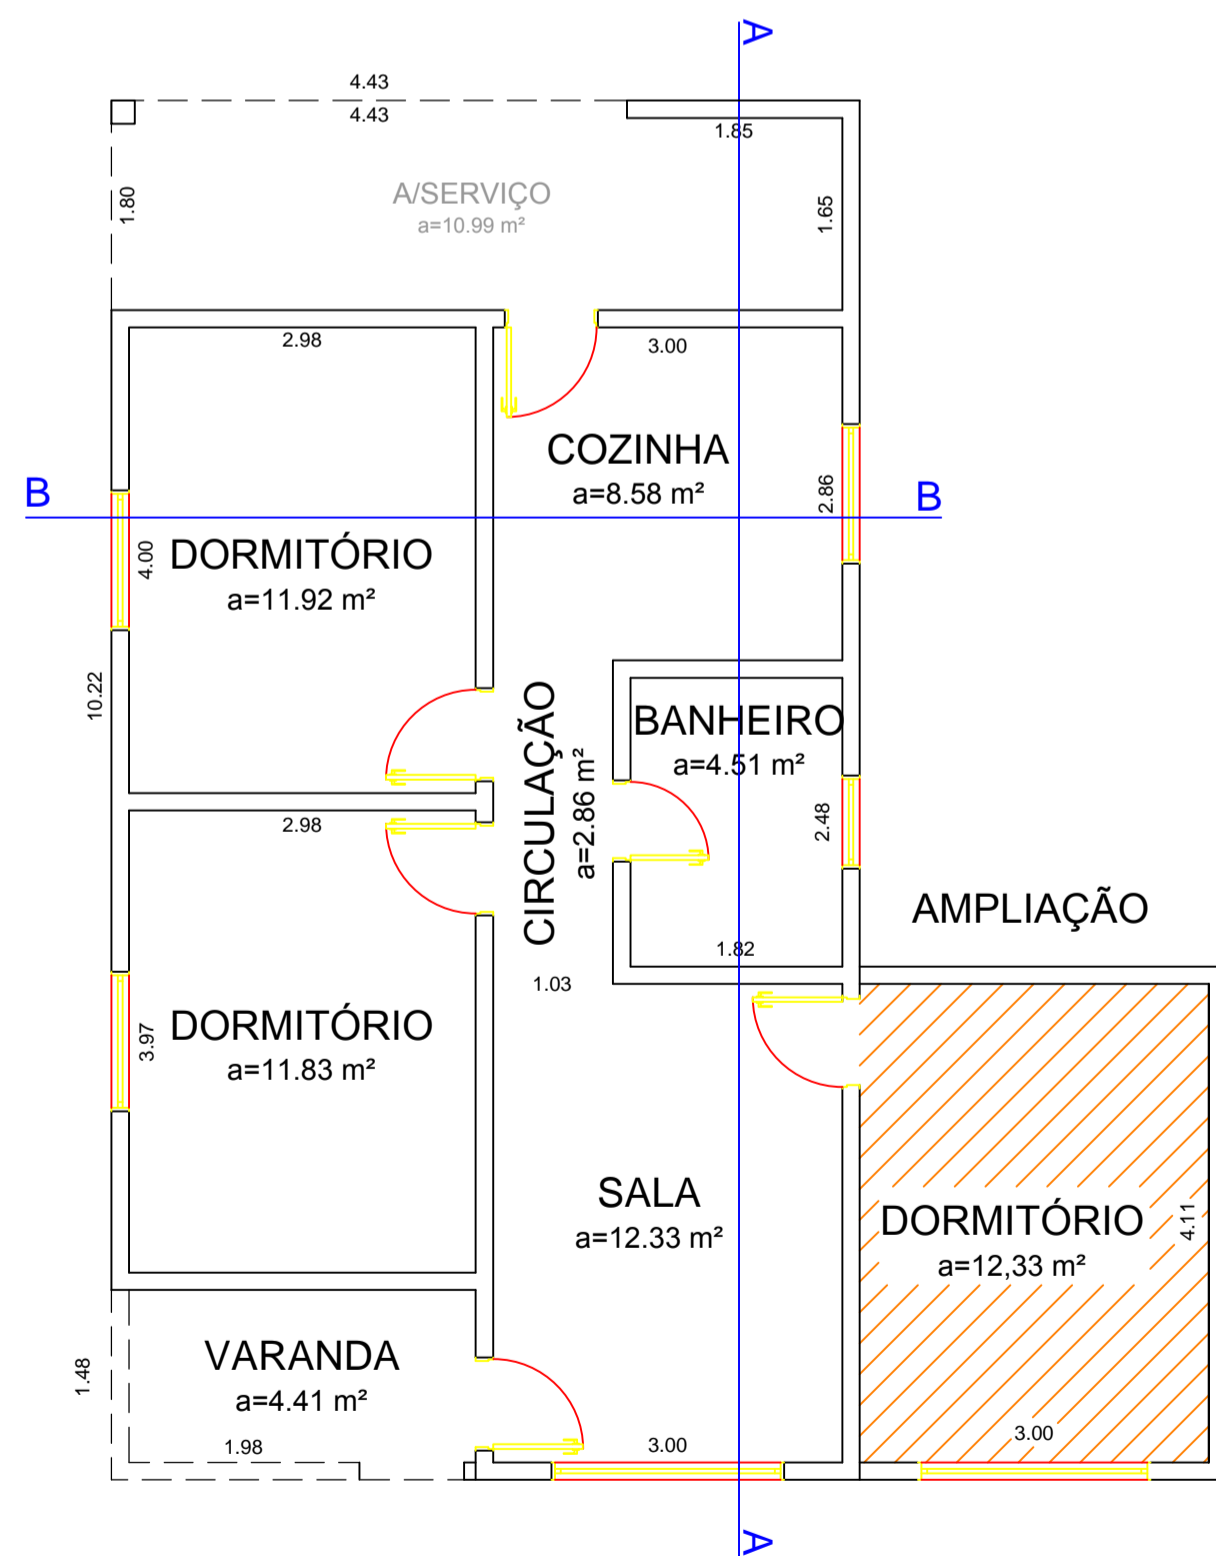 A
4.43
4.43
1.85
A/SERVIÇO
a=10.99 m²
1.80
1.65
2.98
3.00
COZINHA
a=8.58 m²
2.86
B
B
DORMITÓRIO
a=11.92 m²
4.00
10.22
CIRCULAÇÃO
a=2.86 m²
BANHEIRO
a=4.51 m²
2.48
2.98
1.82
1.03
AMPLIAÇÃO
DORMITÓRIO
a=11.83 m²
3.97
SALA
a=12.33 m²
DORMITÓRIO
a=12,33 m²
4.11
VARANDA
a=4.41 m²
1.48
1.98
3.00
3.00
A